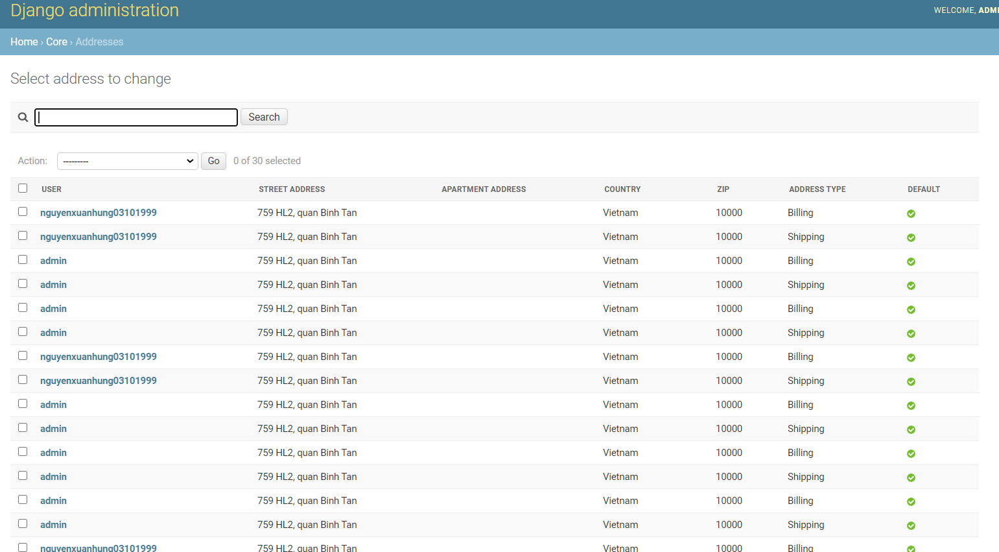 Django administration
WELCOME, ADMI
Home › Core › Addresses
Select address to change
Search
Action: --------- Go 0 of 30 selected
USER STREET ADDRESS APARTMENT ADDRESS COUNTRY ZIP ADDRESS TYPE DEFAULT
nguyenxuanhung03101999 759 HL2, quan Binh Tan Vietnam 10000 Billing
nguyenxuanhung03101999 759 HL2, quan Binh Tan Vietnam 10000 Shipping
admin 759 HL2, quan Binh Tan Vietnam 10000 Billing
admin 759 HL2, quan Binh Tan Vietnam 10000 Shipping
admin 759 HL2, quan Binh Tan Vietnam 10000 Billing
admin 759 HL2, quan Binh Tan Vietnam 10000 Shipping
nguyenxuanhung03101999 759 HL2, quan Binh Tan Vietnam 10000 Billing
nguyenxuanhung03101999 759 HL2, quan Binh Tan Vietnam 10000 Shipping
admin 759 HL2, quan Binh Tan Vietnam 10000 Billing
admin 759 HL2, quan Binh Tan Vietnam 10000 Shipping
admin 759 HL2, quan Binh Tan Vietnam 10000 Billing
admin 759 HL2, quan Binh Tan Vietnam 10000 Shipping
admin 759 HL2, quan Binh Tan Vietnam 10000 Billing
admin 759 HL2, quan Binh Tan Vietnam 10000 Shipping
nguyenxuanhung03101999 759 HL2, quan Binh Tan Vietnam 10000 Billing